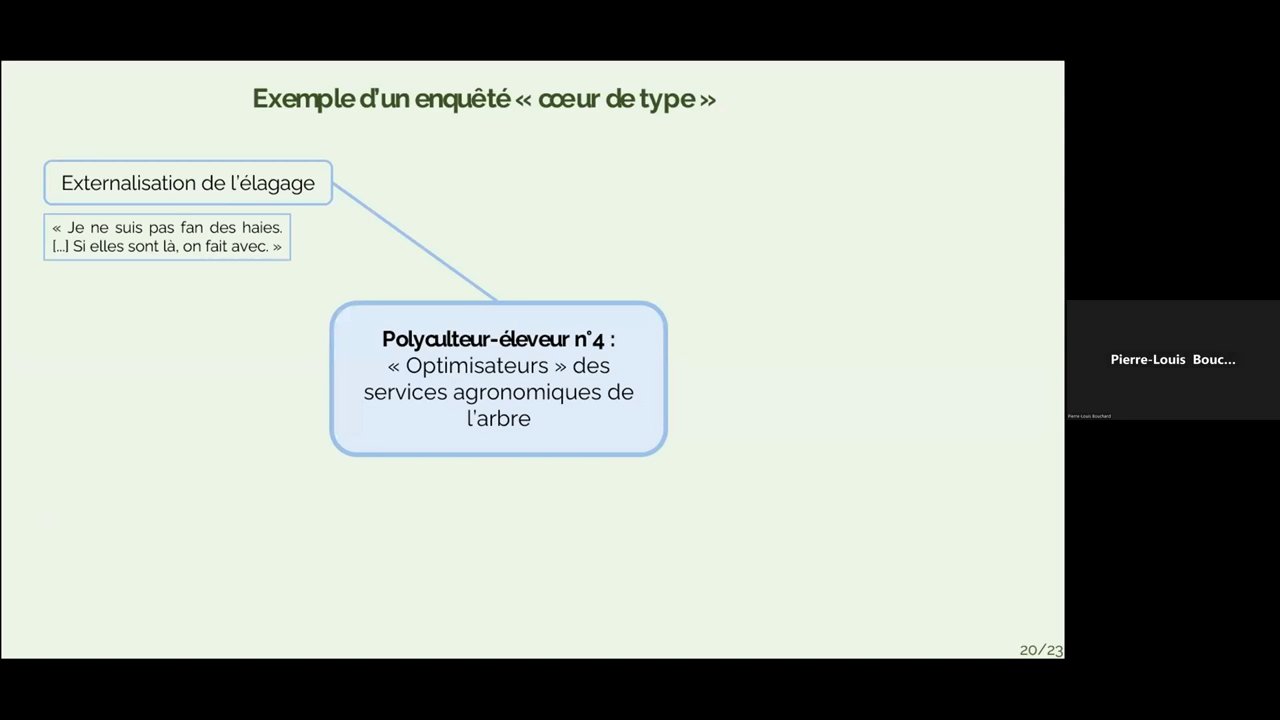 Exemple d'un enquêté « cœur de type »
Externalisation de l'élagage
« Je ne suis pas fan des haies.
[...] Si elles sont là, on fait avec. »
Polyculteur-éleveur n°4 :
« Optimisateurs » des
services agronomiques de
l'arbre
Pierre-Louis Bouc...
Pierre-Louis Bouchard
20/23